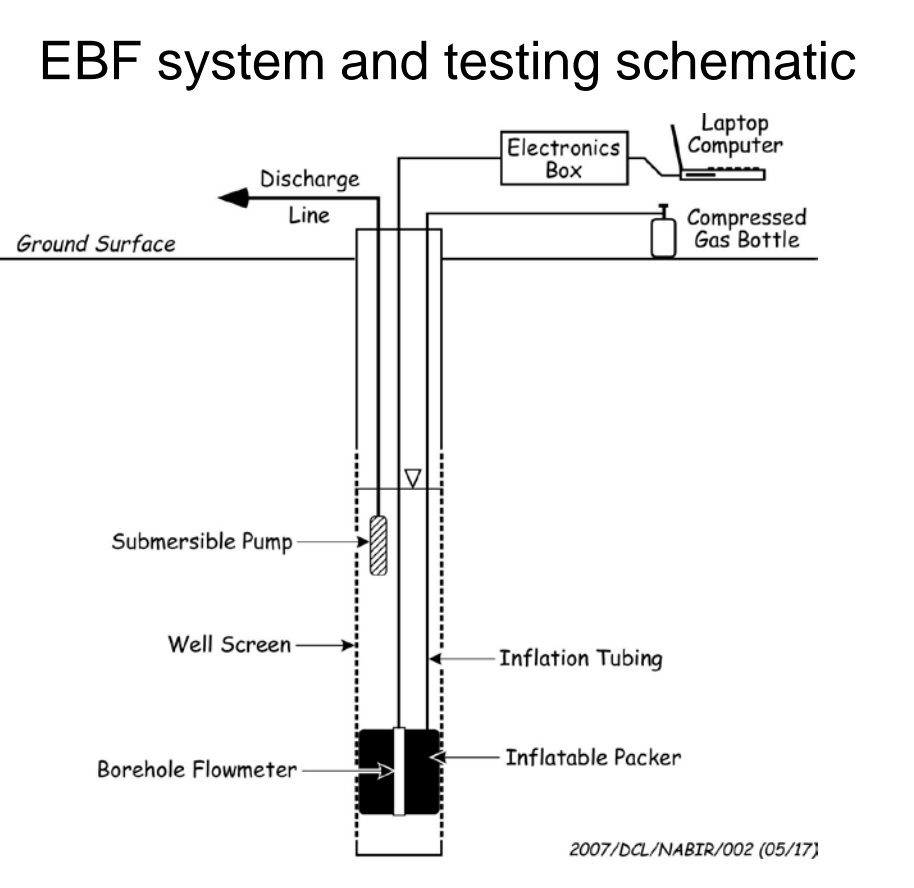 EBF system and testing schematic
Laptop
Computer
Electronics
Box
Discharge
Line
Compressed
Gas Bottle
Ground Surface
Submersible Pump
Well Screen
Inflation Tubing
Inflatable Packer
Borehole Flowmeter
2007/DCL/NABIR/002 (05/17)